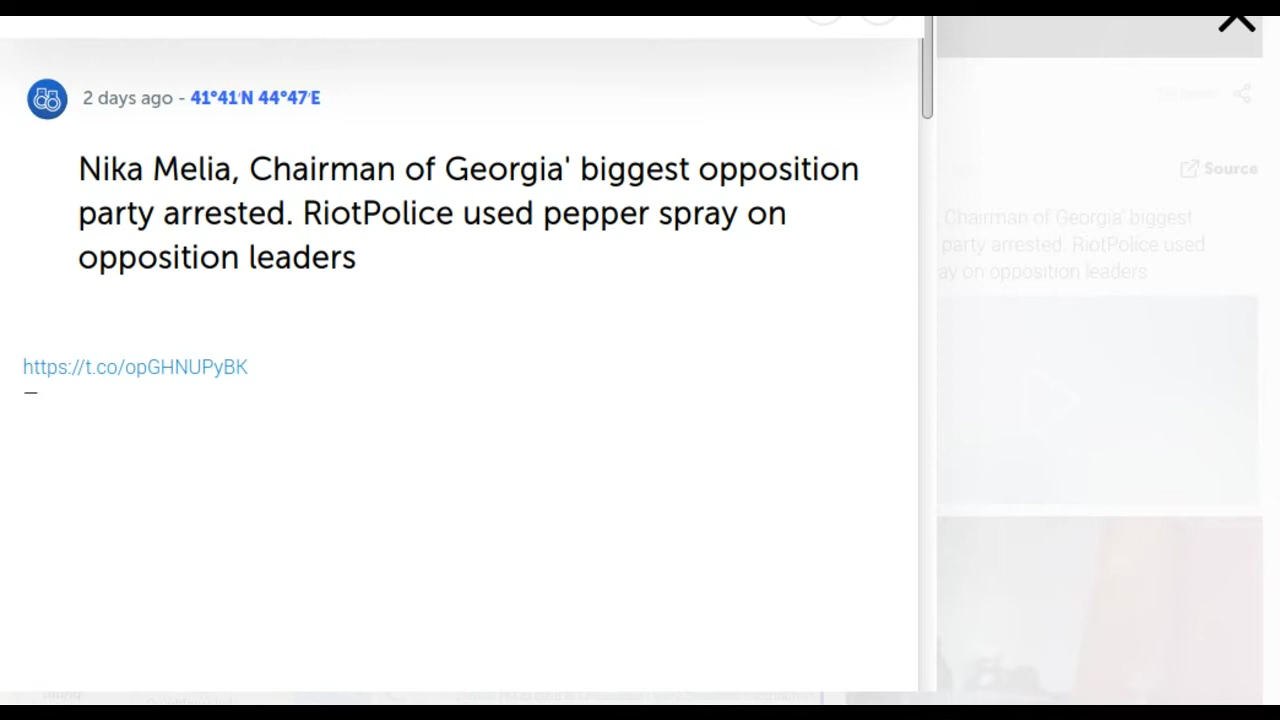 2 days ago - 41°41'N 44°47'E
Source
Nika Melia, Chairman of Georgia' biggest opposition
party arrested. RiotPolice used pepper spray on
opposition leaders
Chairman of Georgia' biggest
party arrested. RiotPolice used
ay on opposition leaders
https://t.co/opGHNUPyBK
—